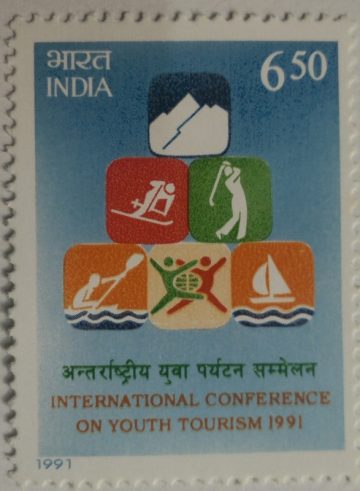 भारत
INDIA
6.50
अन्तर्राष्ट्रीय युवा पर्यटन सम्मेलन
INTERNATIONAL CONFERENCE
ON YOUTH TOURISM 1991
1991